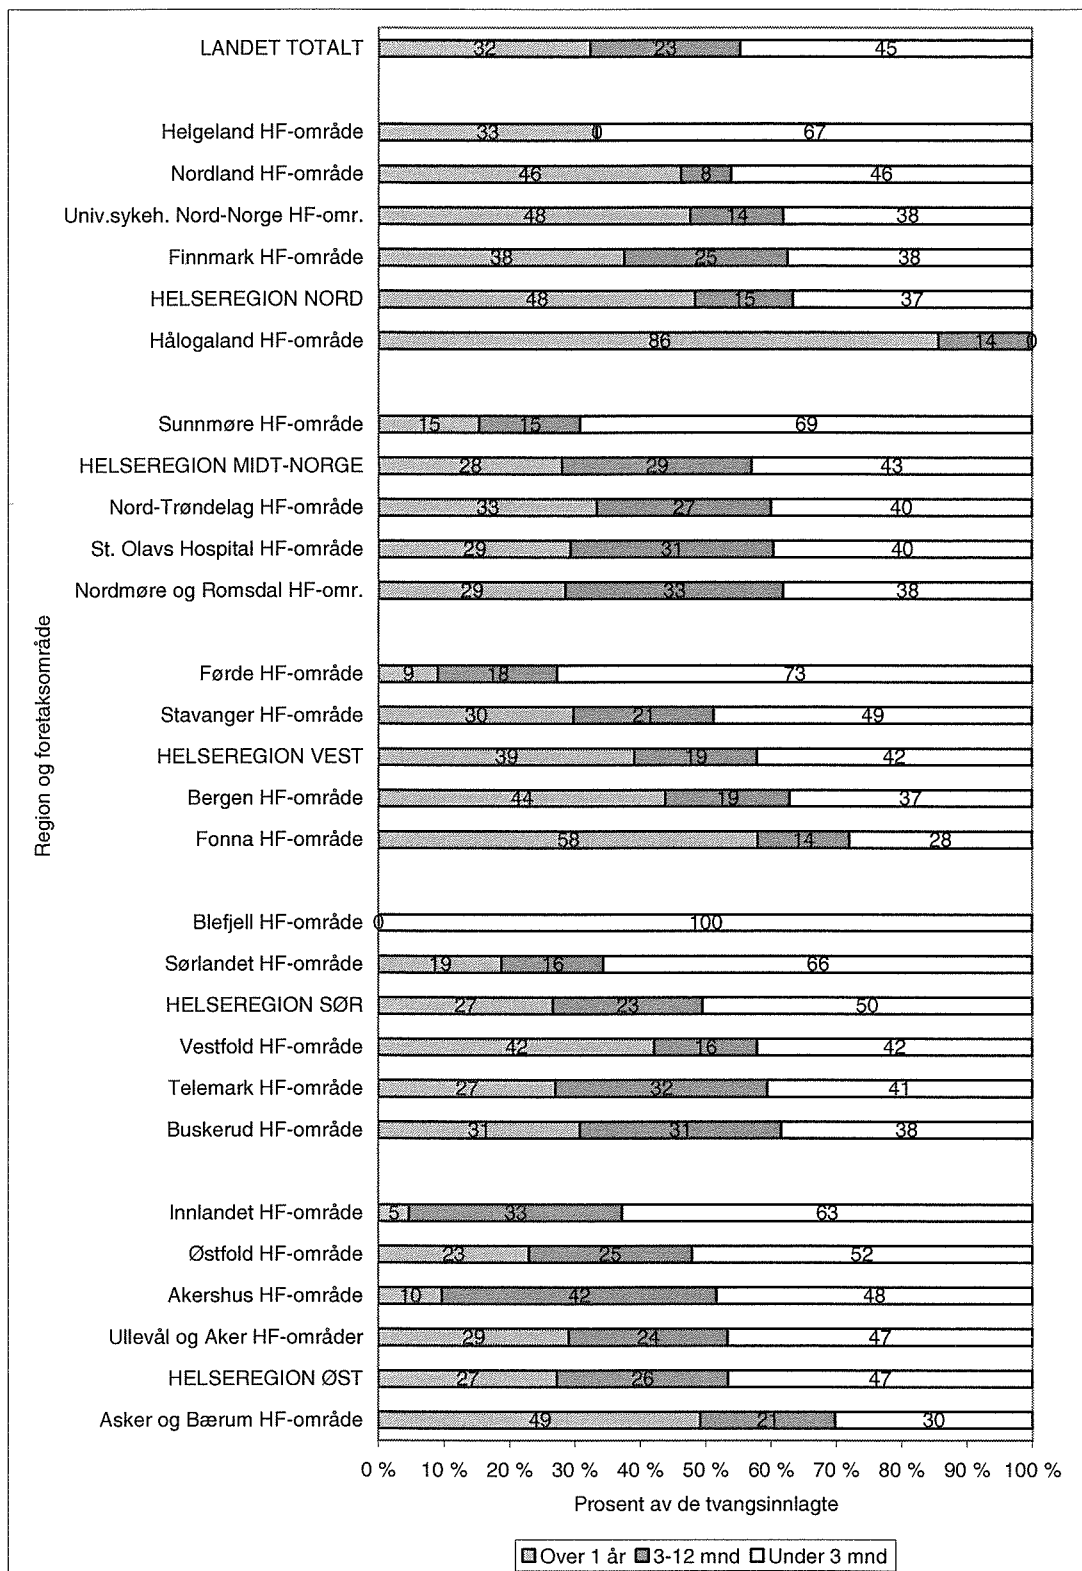 LANDET TOTALT 32 23 45
Helgeland HF-område 33 0 67
Nordland HF-område 46 8 46
Univ.sykeh. Nord-Norge HF-omr. 48 14 38
Finnmark HF-område 38 25 38
HELSEREGION NORD 48 15 37
Hålogaland HF-område 86 14 0
Sunnmøre HF-område 15 15 69
HELSEREGION MIDT-NORGE 28 29 43
Nord-Trøndelag HF-område 33 27 40
St. Olavs Hospital HF-område 29 31 40
Nordmøre og Romsdal HF-omr. 29 33 38
Førde HF-område 9 18 73
Stavanger HF-område 30 21 49
HELSEREGION VEST 39 19 42
Bergen HF-område 44 19 37
Fonna HF-område 58 14 28
Blefjell HF-område 0 100
Sørlandet HF-område 19 16 66
HELSEREGION SØR 27 23 50
Vestfold HF-område 42 16 42
Telemark HF-område 27 32 41
Buskerud HF-område 31 31 38
Innlandet HF-område 5 33 63
Østfold HF-område 23 25 52
Akershus HF-område 10 42 48
Ullevål og Aker HF-områder 29 24 47
HELSEREGION ØST 27 26 47
Asker og Bærum HF-område 49 21 30
Region og foretaksområde
0 % 10 % 20 % 30 % 40 % 50 % 60 % 70 % 80 % 90 % 100 %
Prosent av de tvangsinnlagte
Over 1 år 3-12 mnd Under 3 mnd